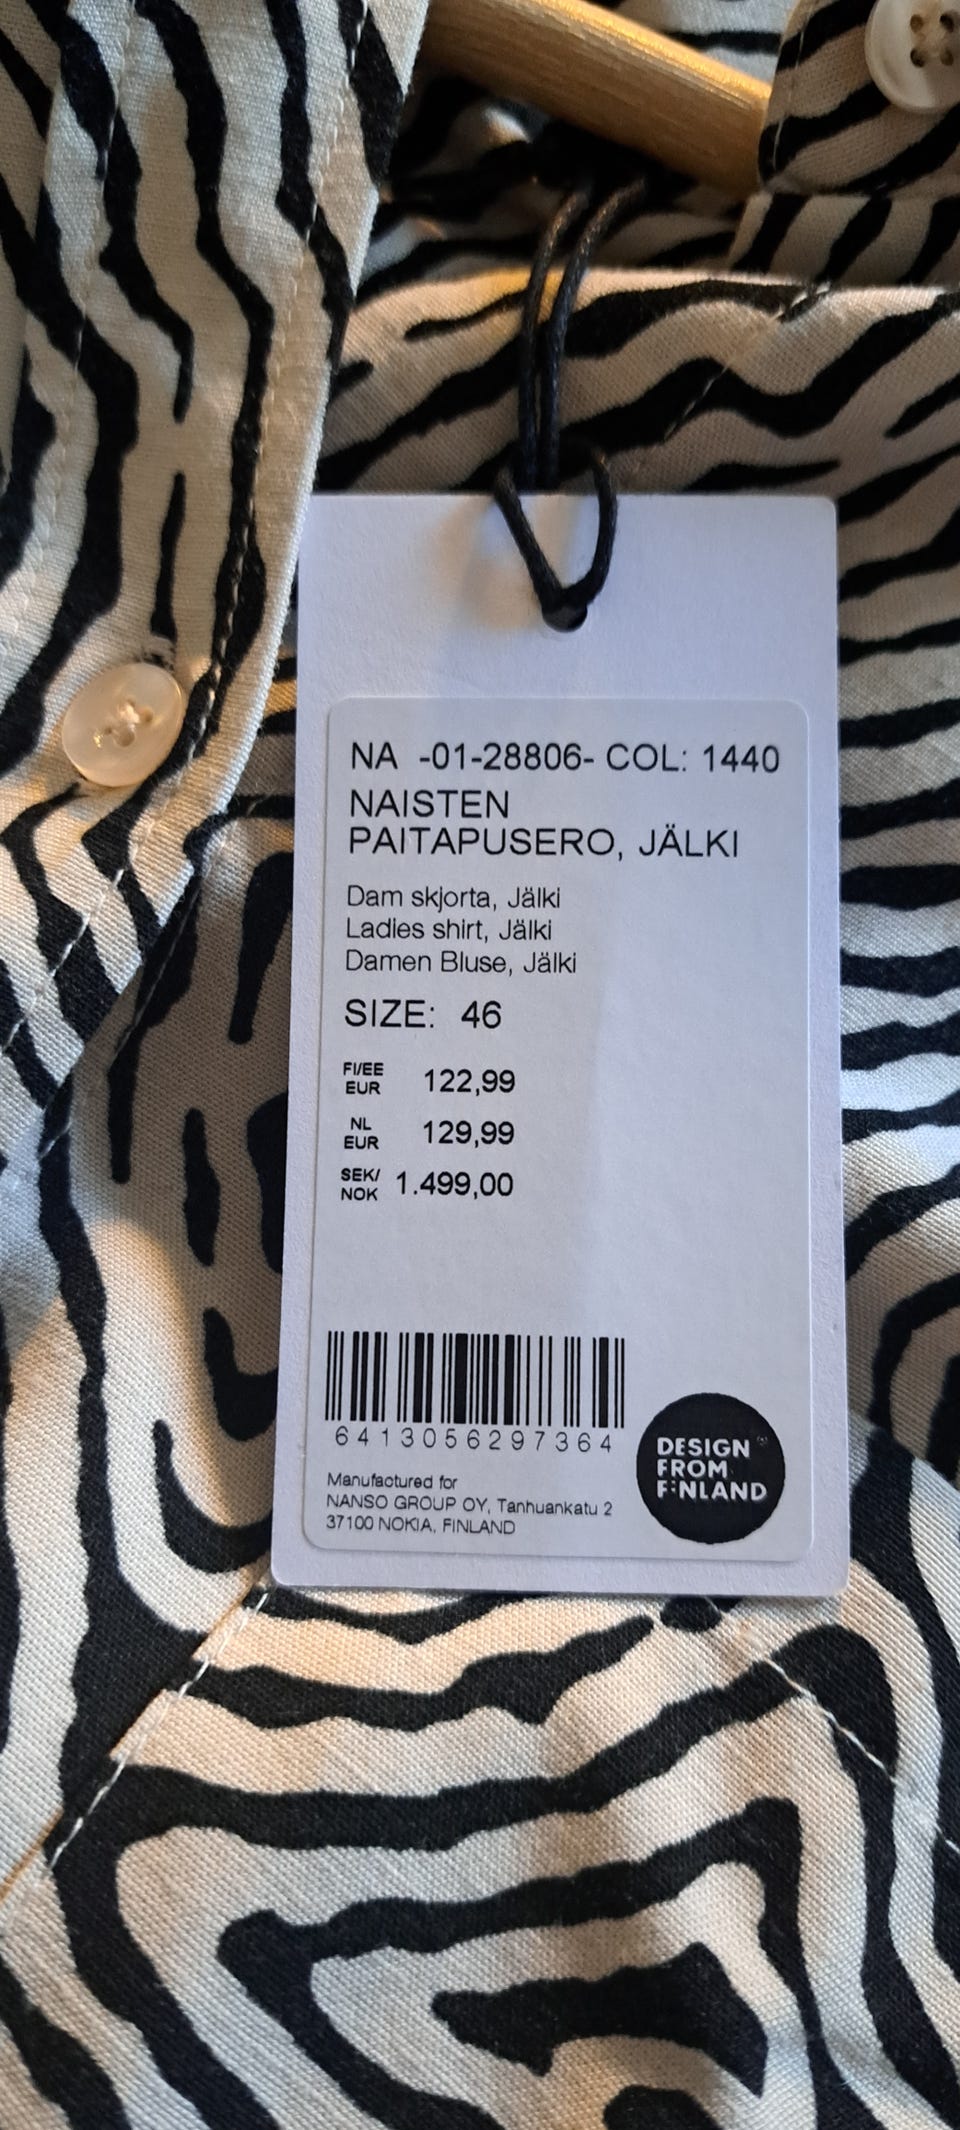 NA -01-28806- COL: 1440
NAISTEN
PAITAPUSERO, JÄLKI
Dam skjorta, Jälki
Ladies shirt, Jälki
Damen Bluse, Jälki
SIZE: 46
FI/EE
EUR 122,99
NL
EUR 129,99
SEK/
NOK 1.499,00
6413056297364
Manufactured for
NANSO GROUP OY, Tanhuankatu 2
37100 NOKIA, FINLAND
DESIGN
FROM
FINLAND